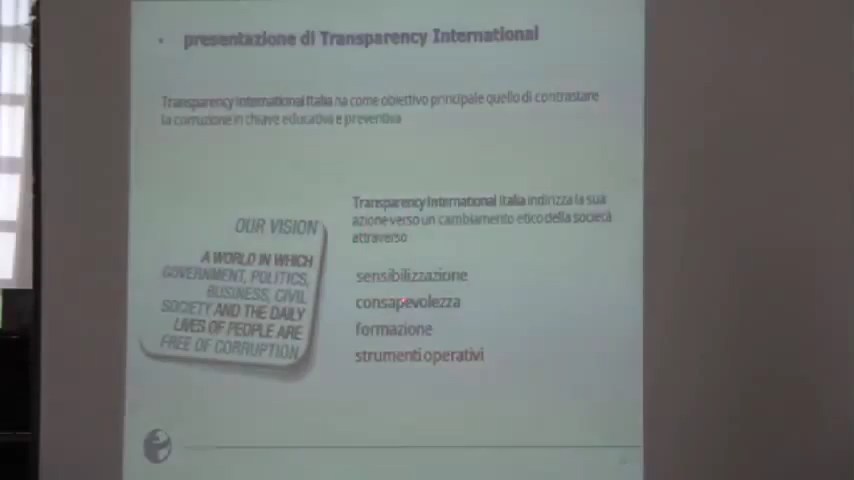 • presentazione di Transparency International
Transparency International Italia ha come obiettivo principale quello di contrastare
la corruzione in chiave educativa e preventiva
Transparency International Italia indirizza la sua
azione verso un cambiamento etico della società
attraverso
sensibilizzazione
consapevolezza
formazione
strumenti operativi
OUR VISION
A WORLD IN WHICH
GOVERNMENT, POLITICS,
BUSINESS, CIVIL
SOCIETY AND THE DAILY
LIVES OF PEOPLE ARE
FREE OF CORRUPTION